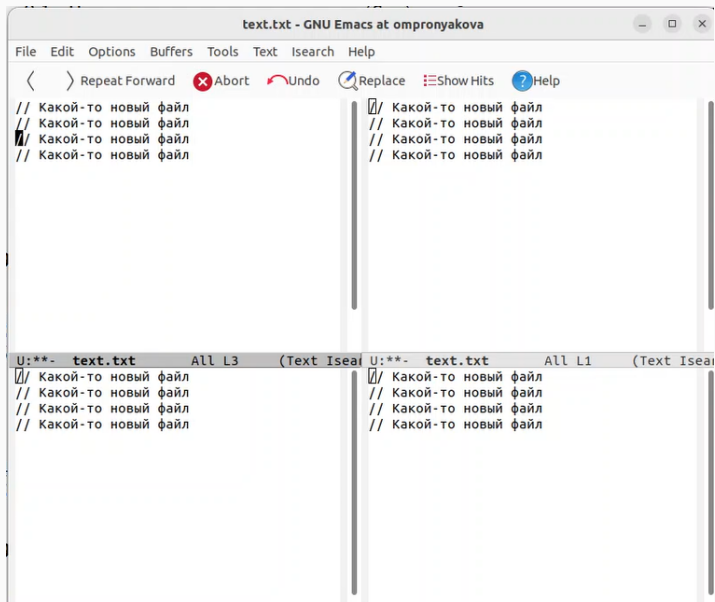 text.txt - GNU Emacs at ompronyakova
File Edit Options Buffers Tools Text Isearch Help
Repeat Forward Abort Undo Replace Show Hits Help
// Какой-то новый файл
// Какой-то новый файл
// Какой-то новый файл
// Какой-то новый файл
// Какой-то новый файл
// Какой-то новый файл
// Какой-то новый файл
// Какой-то новый файл
U:**- text.txt All L3 (Text Isear
U:**- text.txt All L1 (Text Isear
// Какой-то новый файл
// Какой-то новый файл
// Какой-то новый файл
// Какой-то новый файл
// Какой-то новый файл
// Какой-то новый файл
// Какой-то новый файл
// Какой-то новый файл